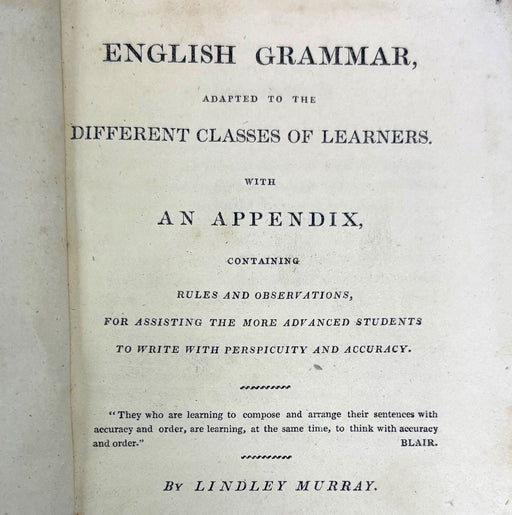 ENGLISH GRAMMAR,
ADAPTED TO THE
DIFFERENT CLASSES OF LEARNERS.
WITH
AN APPENDIX,
CONTAINING
RULES AND OBSERVATIONS,
FOR ASSISTING THE MORE ADVANCED STUDENTS
TO WRITE WITH PERSPICUITY AND ACCURACY.
"They who are learning to compose and arrange their sentences with
accuracy and order, are learning, at the same time, to think with accuracy
and order." BLAIR.
BY LINDLEY MURRAY.